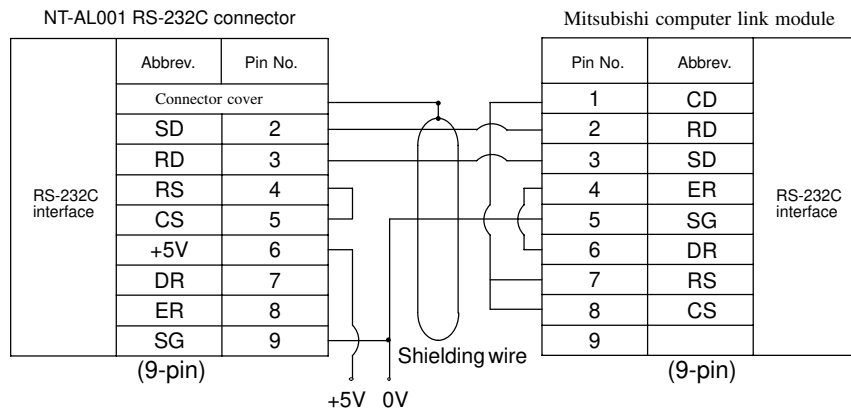 NT-AL001 RS-232C connector
Mitsubishi computer link module
Abbrev. Pin No.
Connector cover
SD 2
RD 3
RS 4
CS 5
+5V 6
DR 7
ER 8
SG 9
RS-232C
interface
(9-pin)
Shielding wire
+5V 0V
Pin No. Abbrev.
1 CD
2 RD
3 SD
4 ER
5 SG
6 DR
7 RS
8 CS
9
RS-232C
interface
(9-pin)